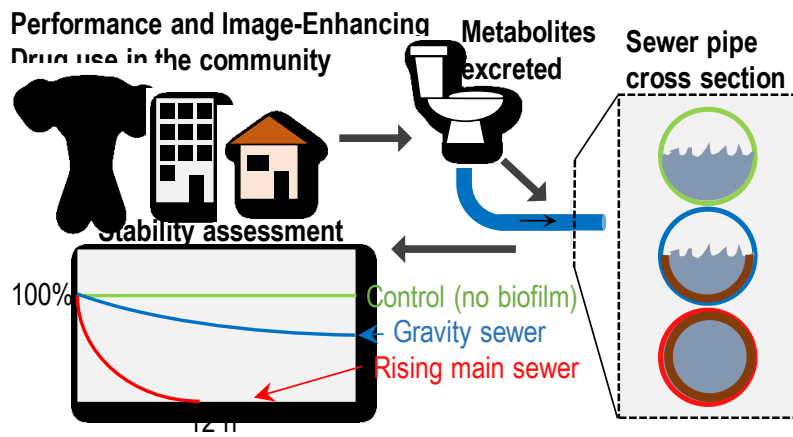 Performance and Image-Enhancing
Drug use in the community
Metabolites
excreted
Sewer pipe
cross section
Stability assessment
100%
Control (no biofilm)
Gravity sewer
Rising main sewer
12 h